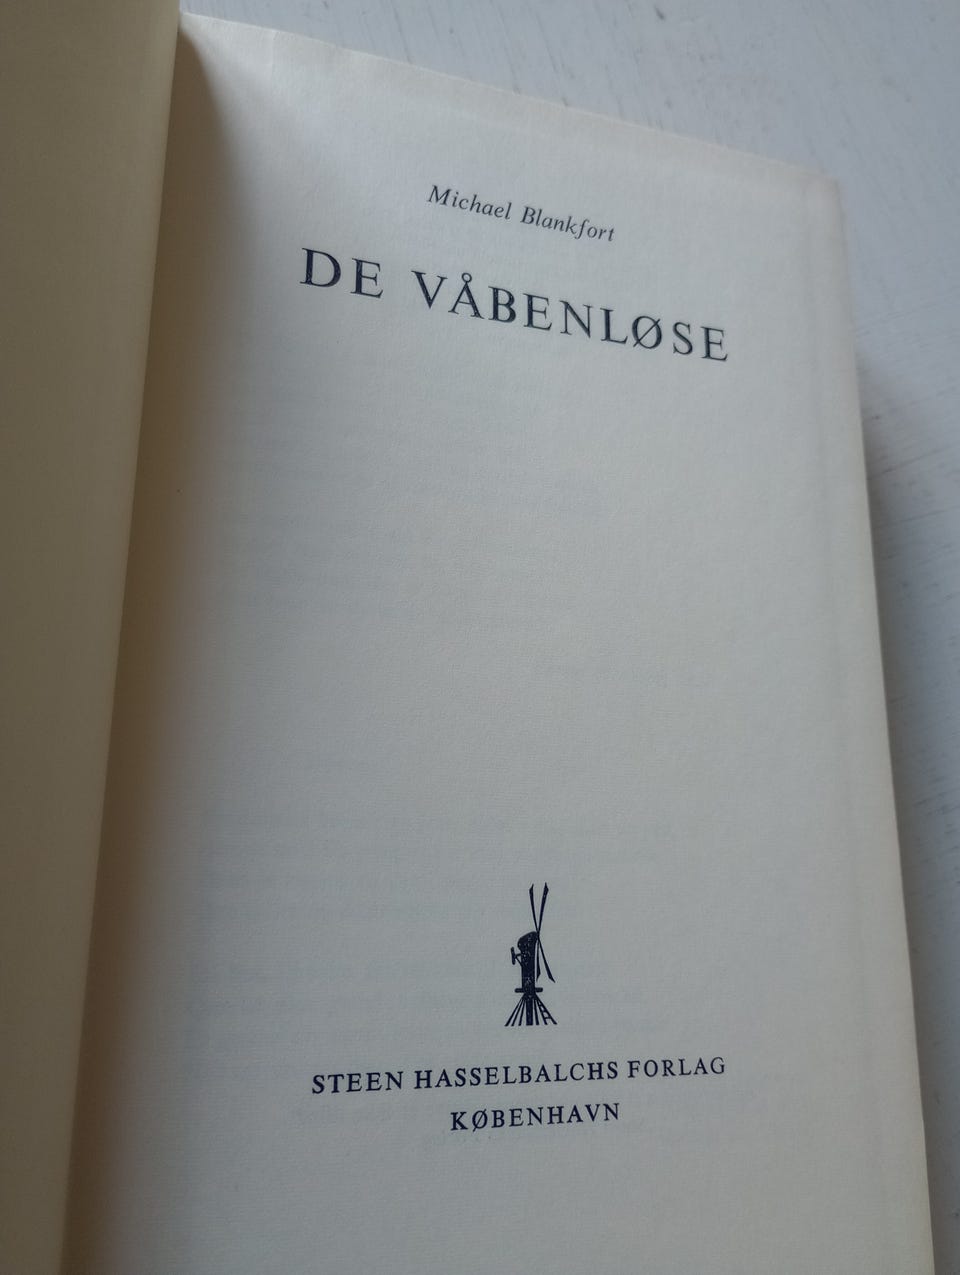 Michael Blankfort
DE VÅBENLØSE
STEEN HASSELBALCHS FORLAG
KØBENHAVN